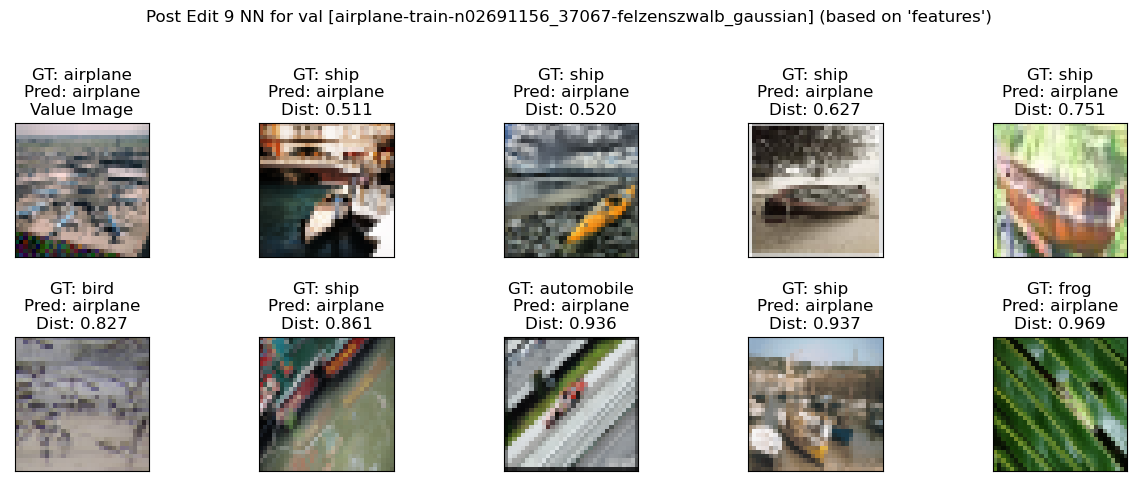 Post Edit 9 NN for val [airplane-train-n02691156_37067-felzenszwalb_gaussian] (based on 'features')
GT: airplane
Pred: airplane
Value Image
GT: ship
Pred: airplane
Dist: 0.511
GT: ship
Pred: airplane
Dist: 0.520
GT: ship
Pred: airplane
Dist: 0.627
GT: ship
Pred: airplane
Dist: 0.751
GT: bird
Pred: airplane
Dist: 0.827
GT: ship
Pred: airplane
Dist: 0.861
GT: automobile
Pred: airplane
Dist: 0.936
GT: ship
Pred: airplane
Dist: 0.937
GT: frog
Pred: airplane
Dist: 0.969